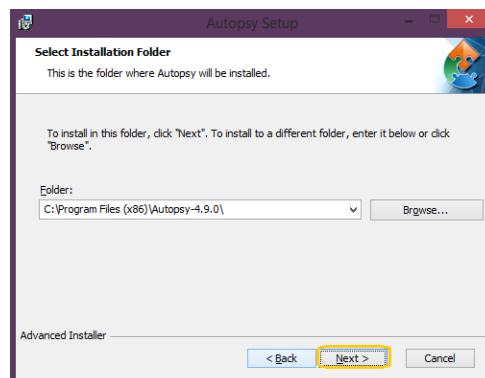 Autopsy Setup
Select Installation Folder
This is the folder where Autopsy will be installed.
To install in this folder, click "Next". To install to a different folder, enter it below or click
"Browse".
Folder:
C:\Program Files (x86)\Autopsy-4.9.0\
Browse...
Advanced Installer
< Back Next > Cancel